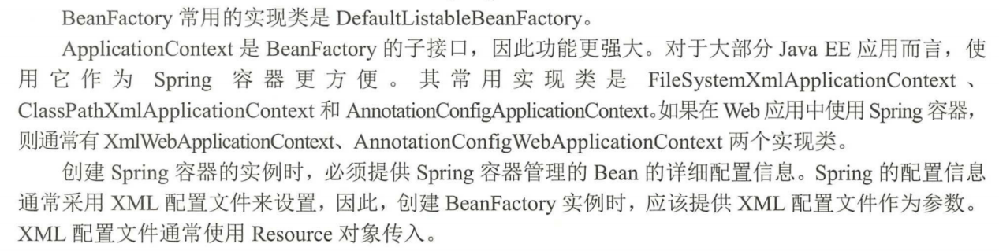 BeanFactory 常用的实现类是 DefaultListableBeanFactory。
ApplicationContext 是 BeanFactory 的子接口，因此功能更强大。对于大部分 Java EE 应用而言，使
用它作为 Spring 容器更方便。其常用实现类是 FileSystemXmlApplicationContext、
ClassPathXmlApplicationContext 和 AnnotationConfigApplicationContext。如果在 Web 应用中使用 Spring 容器，
则通常有 XmlWebApplicationContext、AnnotationConfigWebApplicationContext 两个实现类。
创建 Spring 容器的实例时，必须提供 Spring 容器管理的 Bean 的详细配置信息。Spring 的配置信息
通常采用 XML 配置文件来设置，因此，创建 BeanFactory 实例时，应该提供 XML 配置文件作为参数。
XML 配置文件通常使用 Resource 对象传入。